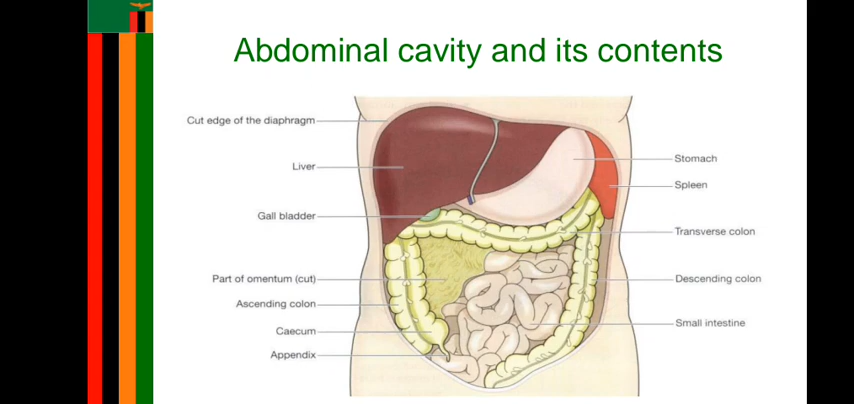 Abdominal cavity and its contents
Cut edge of the diaphragm
Liver
Gall bladder
Part of omentum (cut)
Ascending colon
Caecum
Appendix
Stomach
Spleen
Transverse colon
Descending colon
Small intestine